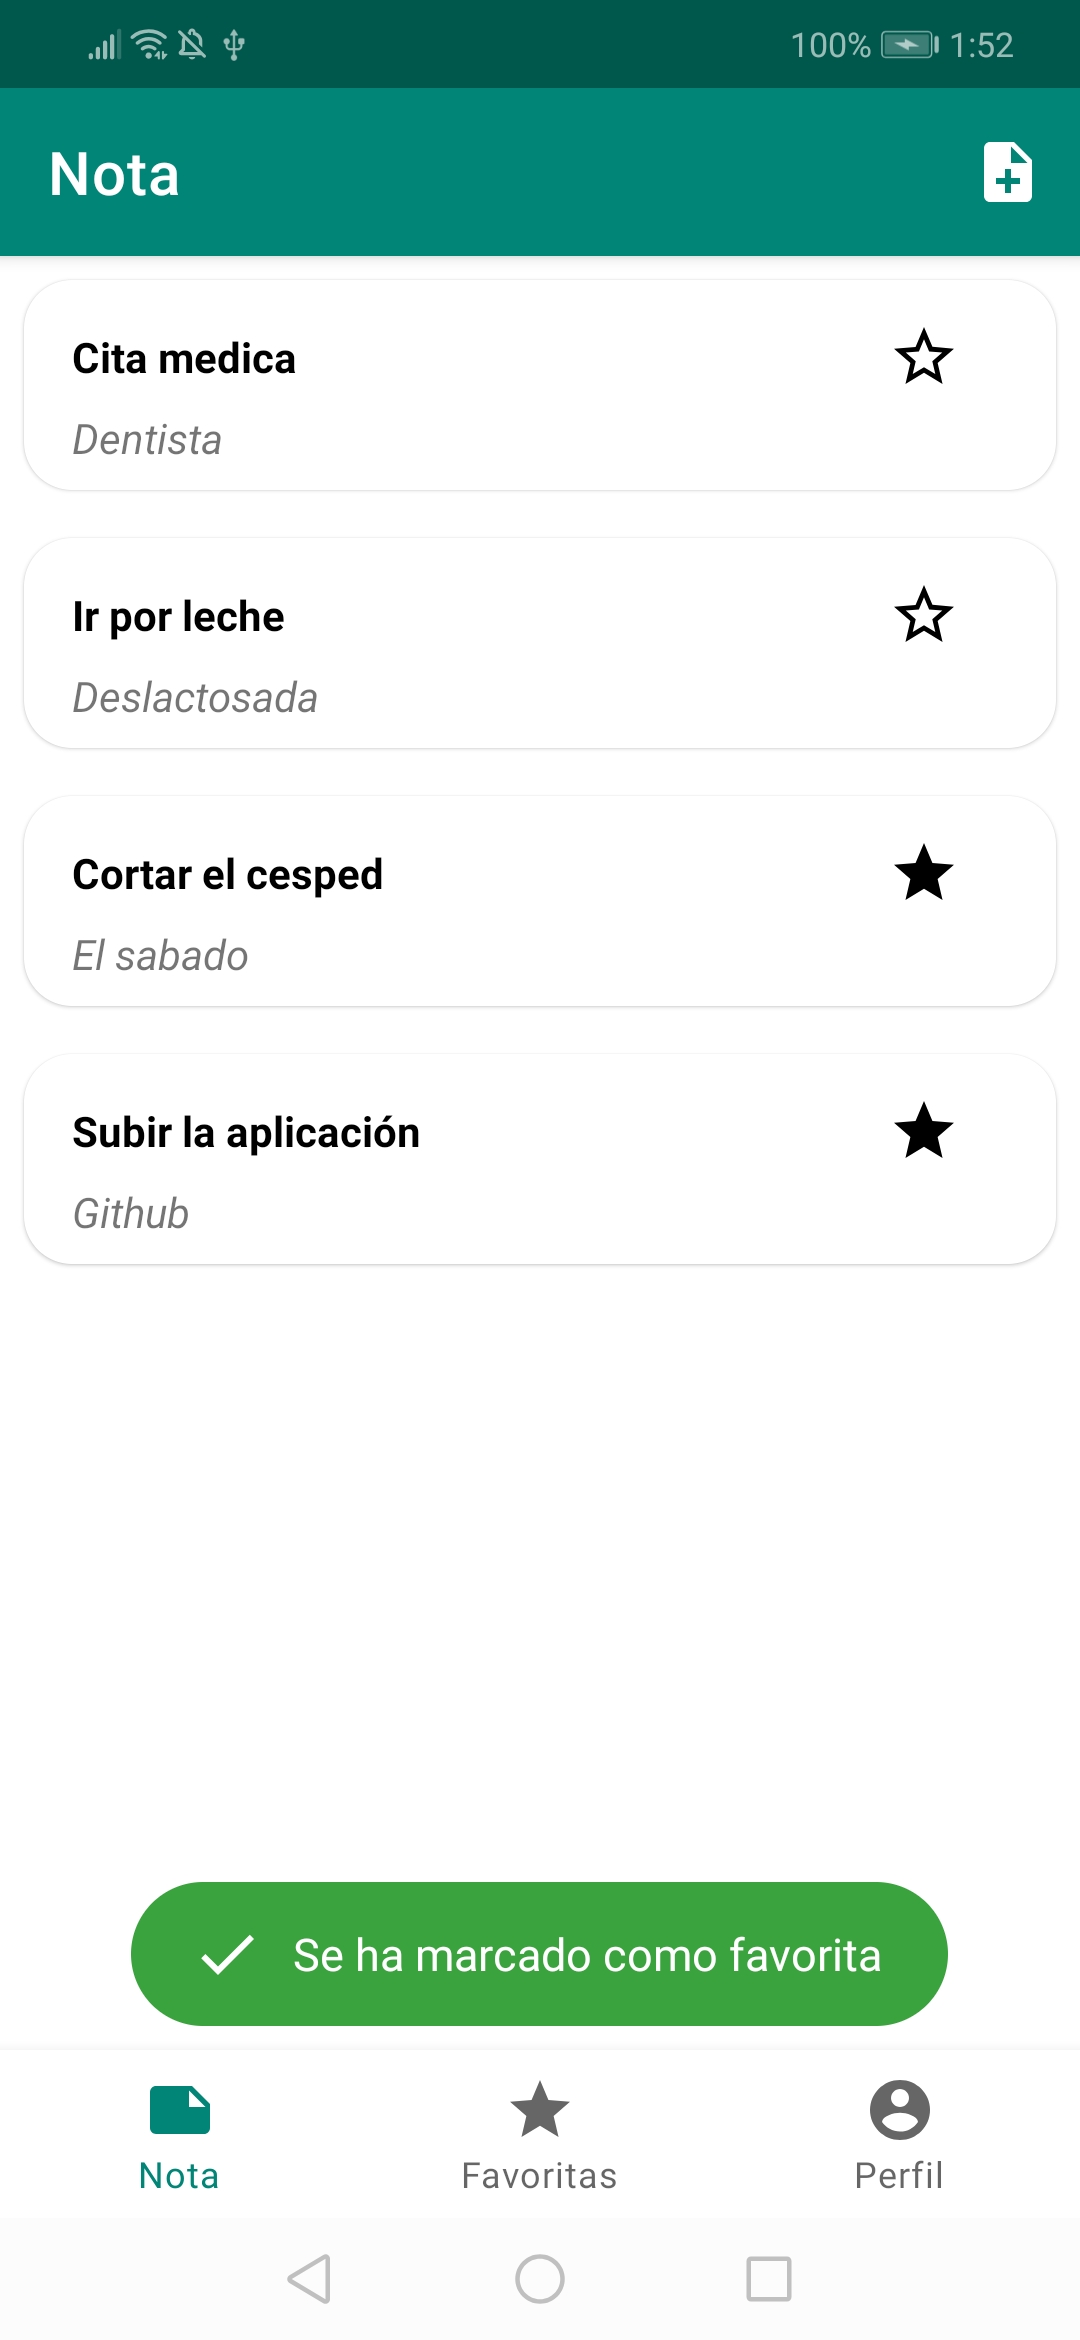 100% 1:52
Nota
Cita medica
Dentista
Ir por leche
Deslactosada
Cortar el cesped
El sabado
Subir la aplicación
Github
Se ha marcado como favorita
Nota Favoritas Perfil